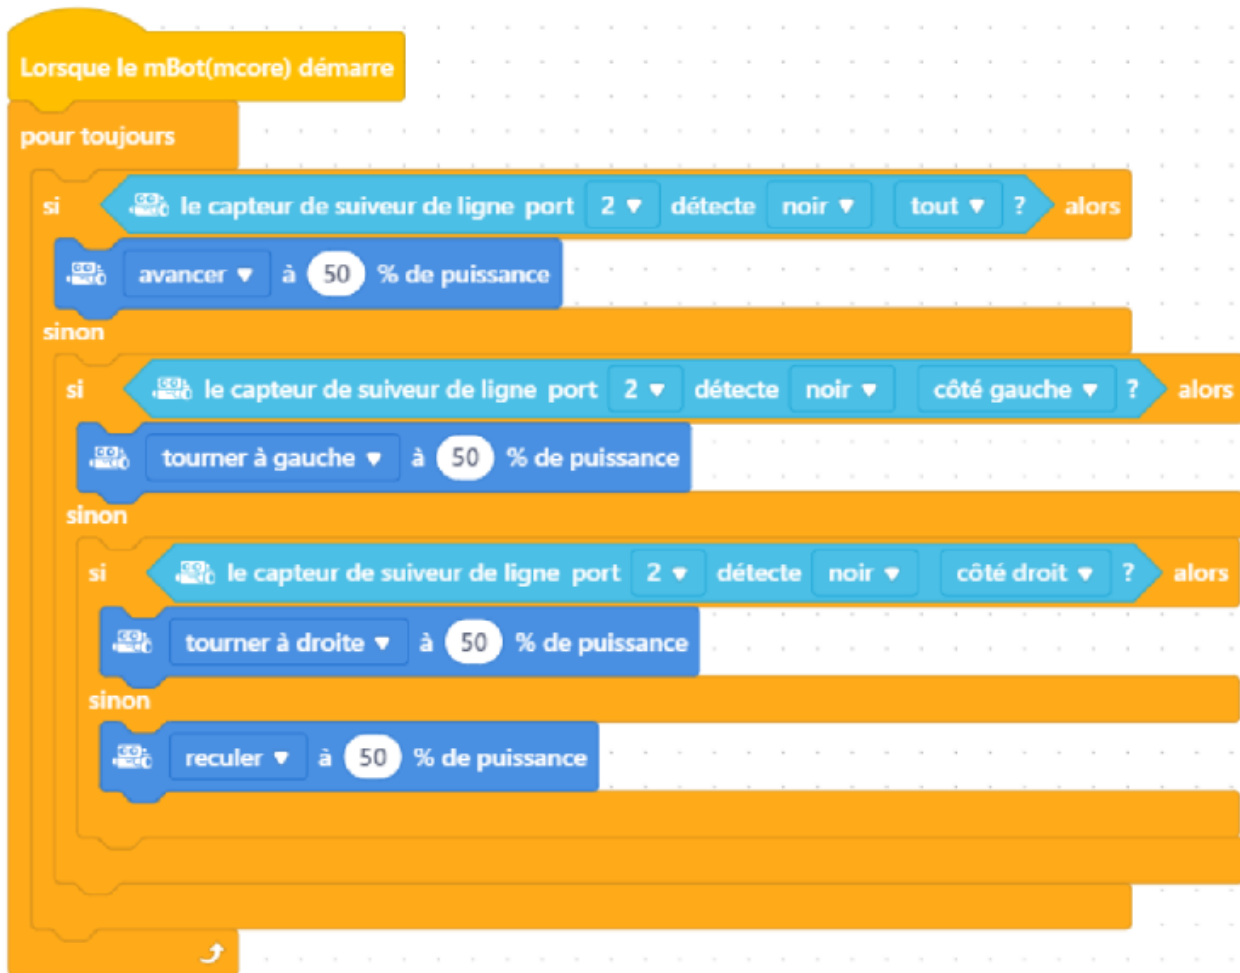 Lorsque le mBot(mcore) démarre
pour toujours
si le capteur de suiveur de ligne port 2 détecte noir tout ? alors
avancer à 50 % de puissance
sinon
si le capteur de suiveur de ligne port 2 détecte noir côté gauche ? alors
tourner à gauche à 50 % de puissance
sinon
si le capteur de suiveur de ligne port 2 détecte noir côté droit ? alors
tourner à droite à 50 % de puissance
sinon
reculer à 50 % de puissance